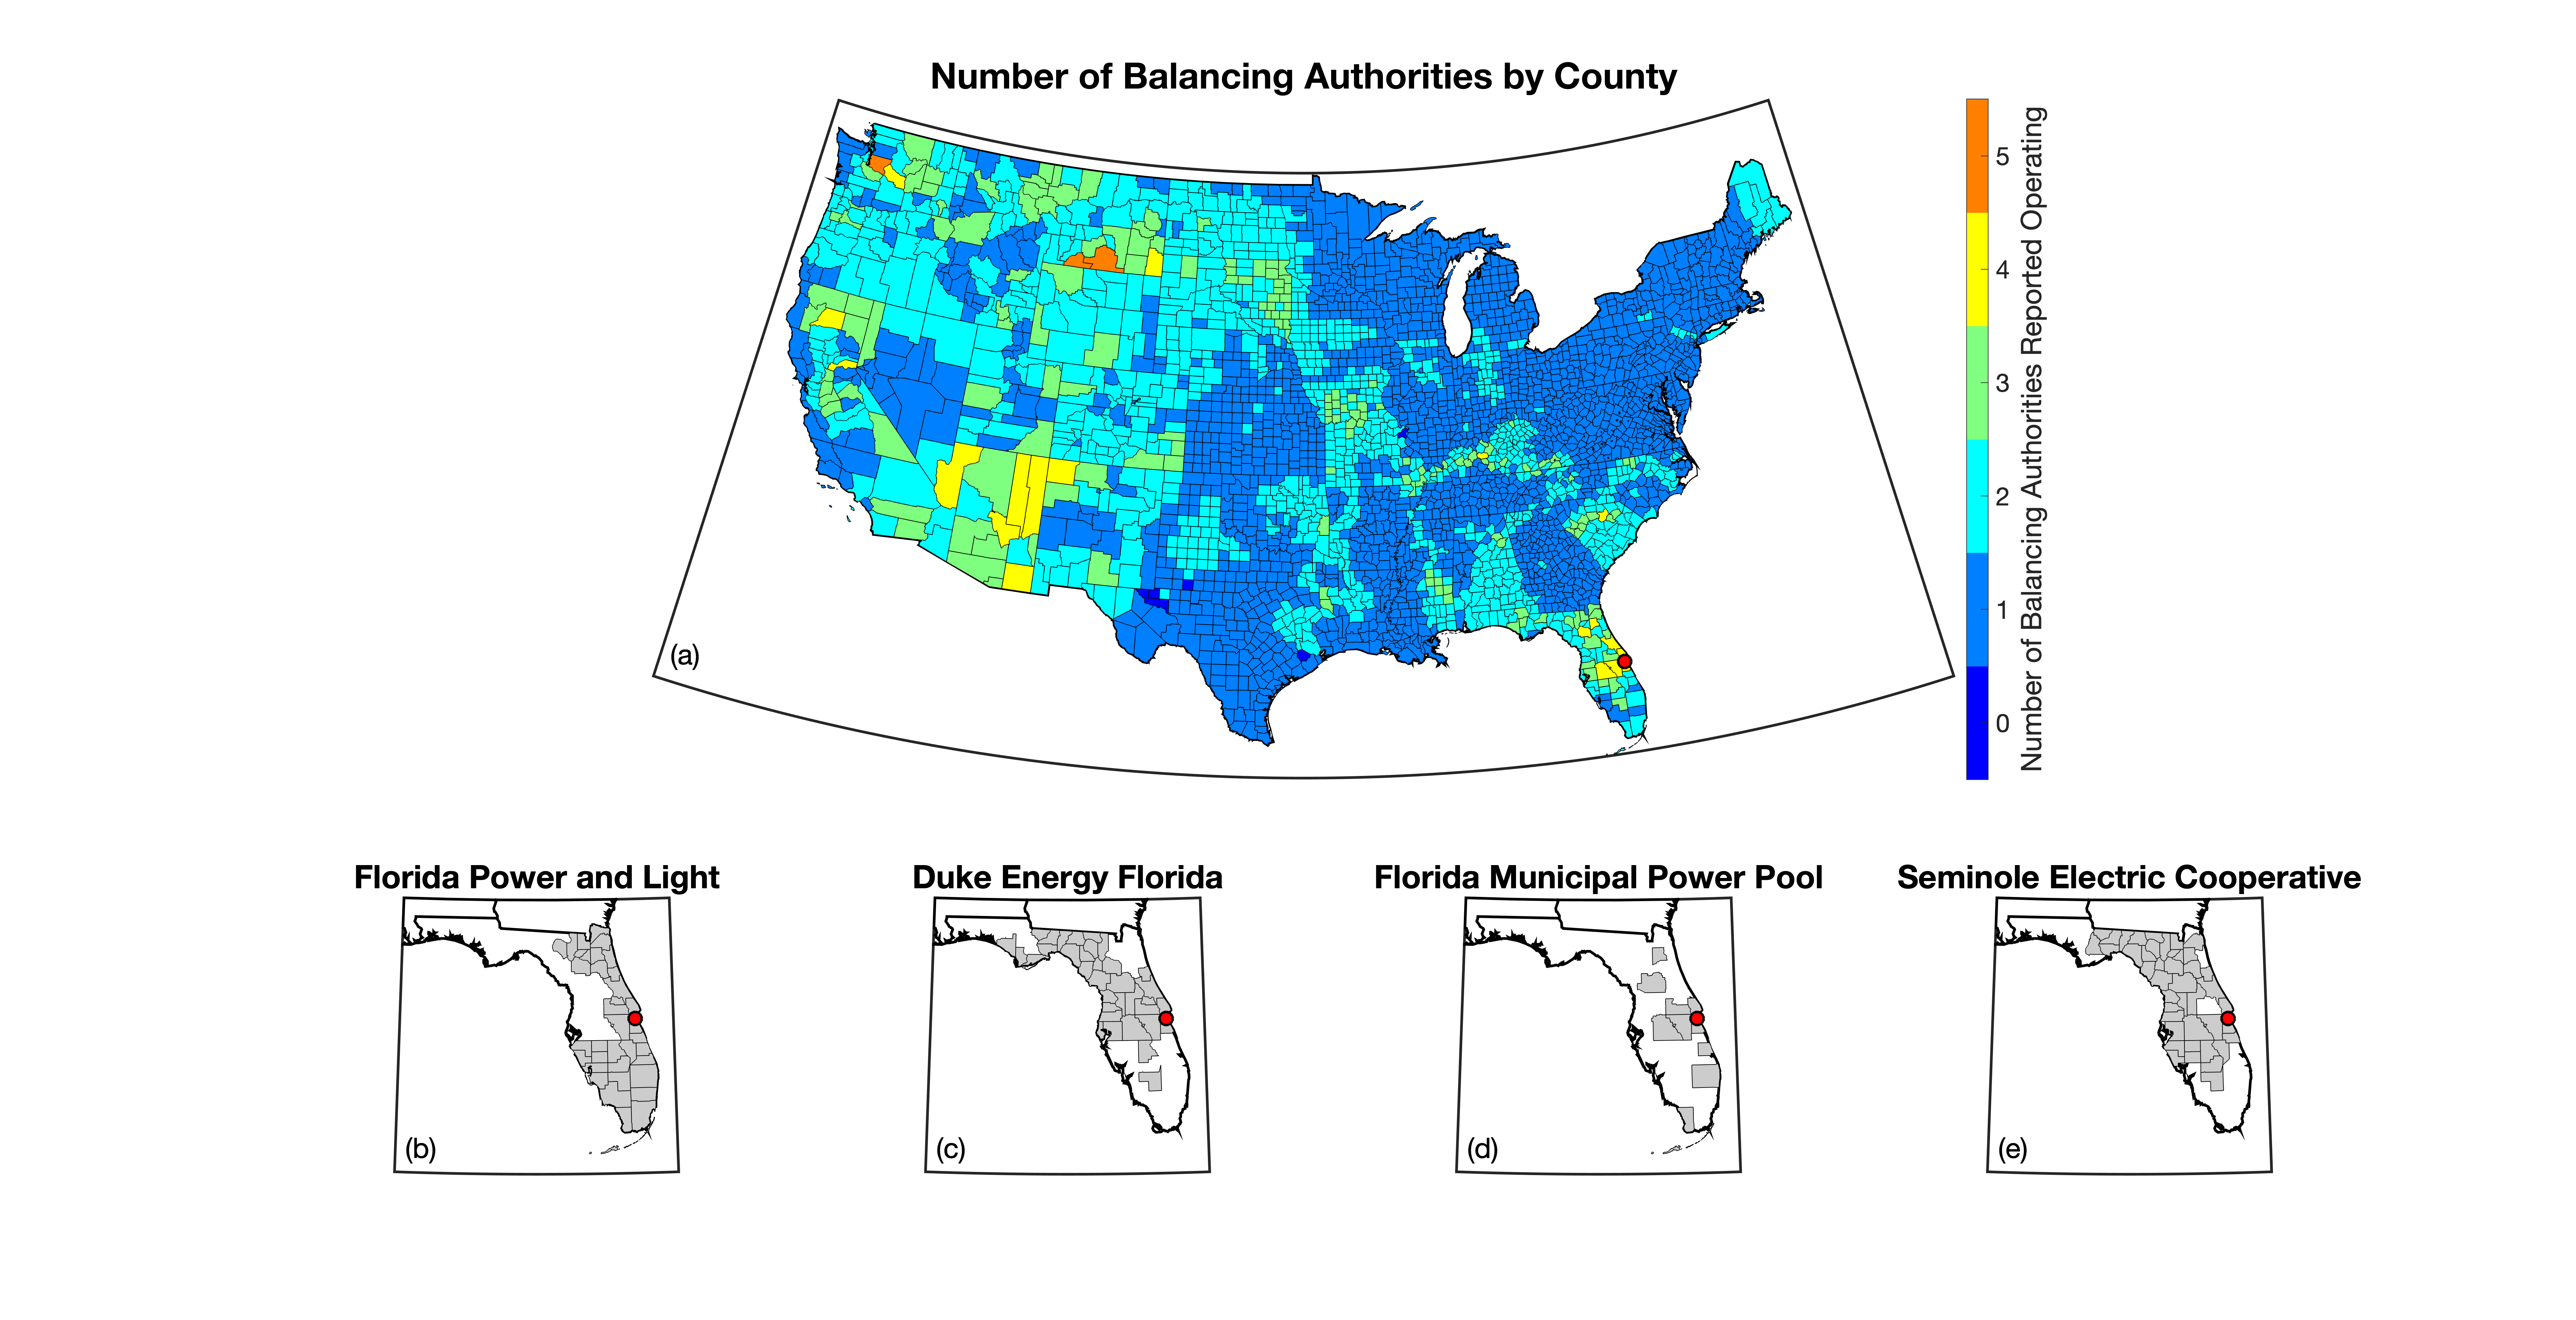 Number of Balancing Authorities by County
5
4
3
2
1
0
Number of Balancing Authorities Reported Operating
(a)
Florida Power and Light
Duke Energy Florida
Florida Municipal Power Pool
Seminole Electric Cooperative
(b)
(c)
(d)
(e)